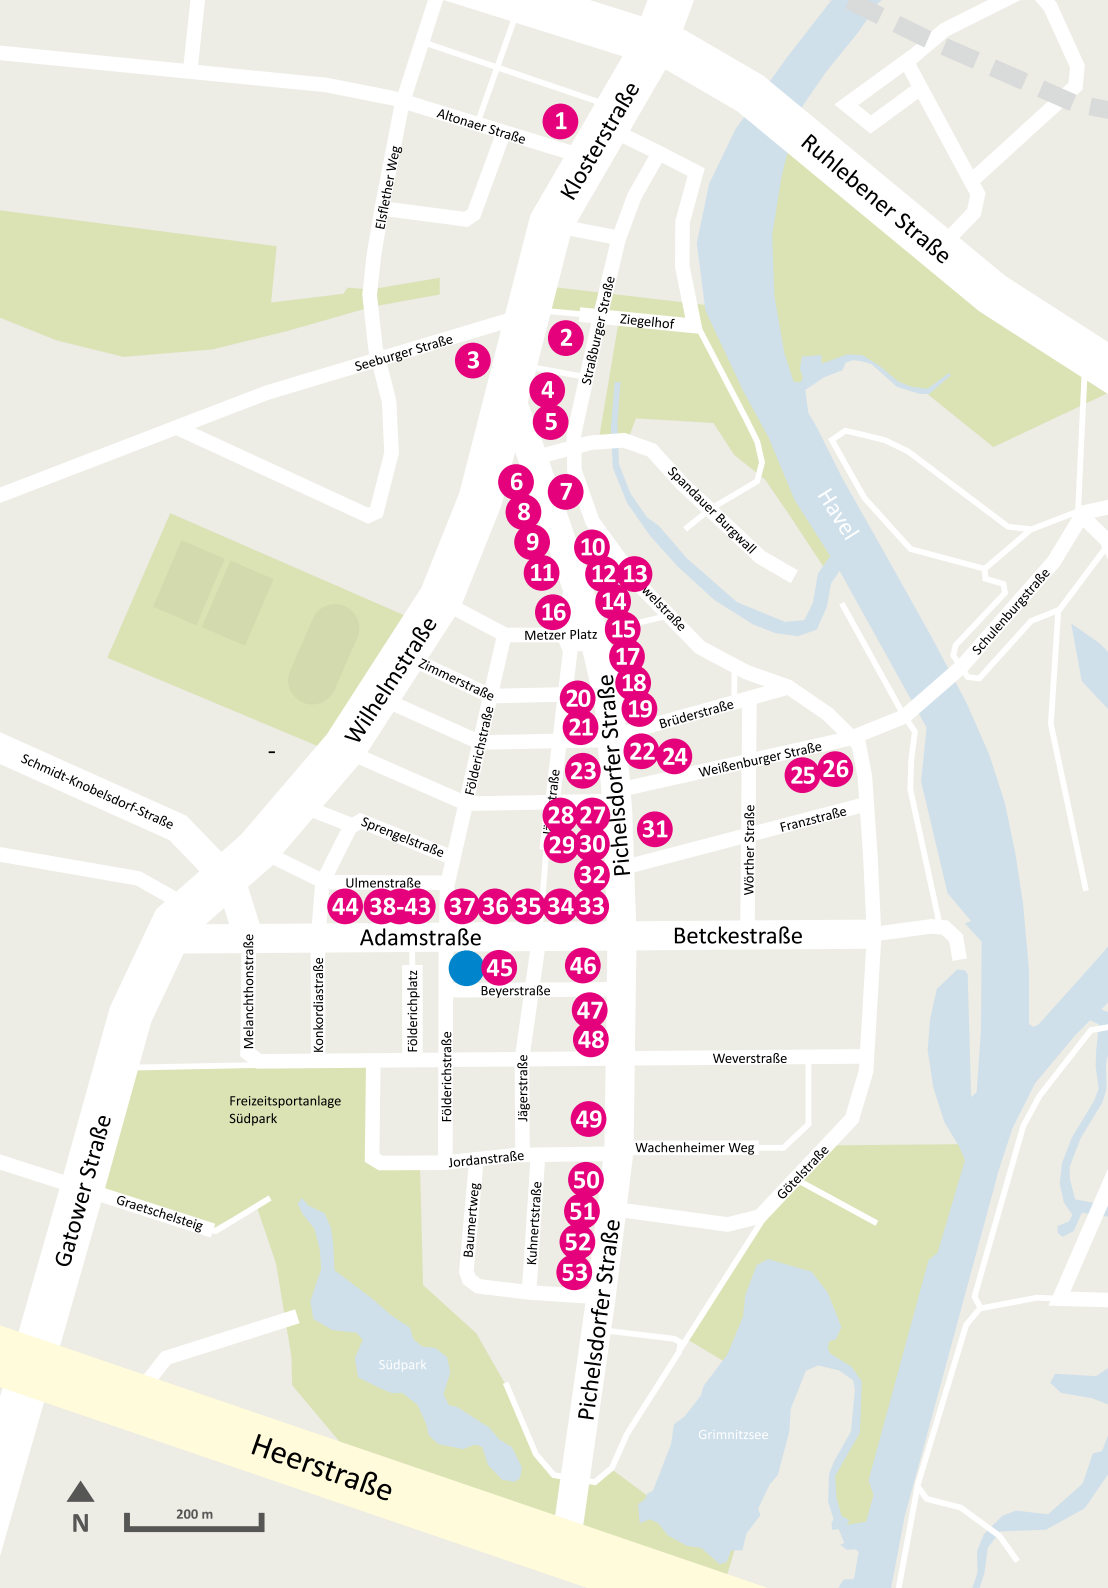 Altonaer Straße
1
Klosterstraße
Ruhlebener Straße
Elsflether Weg
Straßburger Straße
Ziegelhof
2
Seeburger Straße
3
4
5
6
7
Spandauer Burgwall
Havel
8
9
10
11
12
13
welstraße
14
16
15
Metzer Platz
Schulenburgstraße
17
Wilhelmstraße
Zimmerstraße
18
20
19
21
Brüderstraße
Pichelsdorfer Straße
Földerichstraße
22
24
Weißenburger Straße
23
25
26
-
Schmidt-Knobelsdorf-Straße
straße
28
27
31
Franzstraße
Sprengelstraße
29
30
Wörther Straße
32
Ulmenstraße
44
38-43
37
36
35
34
33
Adamstraße
Betckestraße
45
46
Beyerstraße
Melanchthonstraße
Konkordiastraße
Földerichplatz
47
48
Földerichstraße
Jägerstraße
Weverstraße
Freizeitsportanlage
Südpark
49
Wachenheimer Weg
Jordanstraße
Götelstraße
50
Gatower Straße
Graetschelsteig
Baumertweg
Kuhnertstraße
51
52
53
Pichelsdorfer Straße
Südpark
Grimnitzsee
Heerstraße
N
200 m